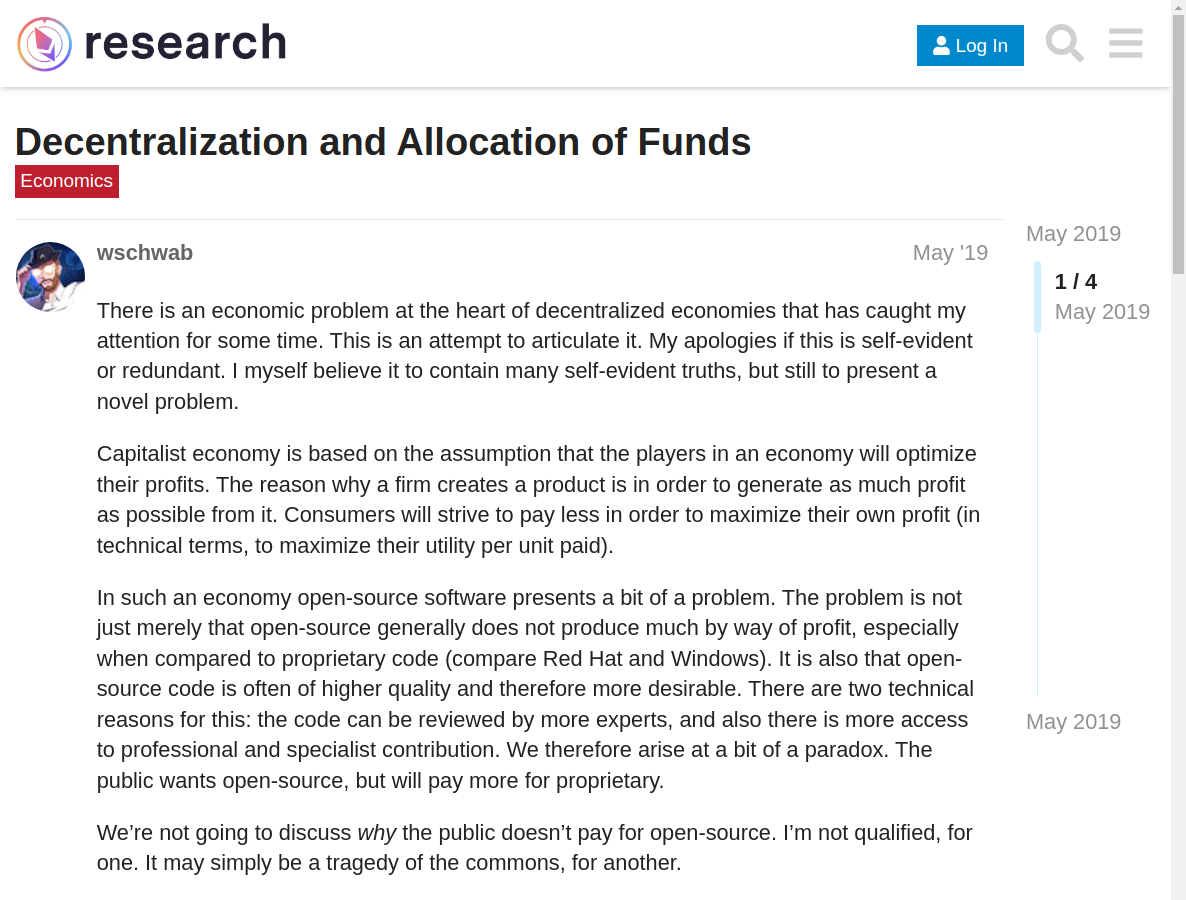 research
Log In
Decentralization and Allocation of Funds
Economics
wschwab
May '19
There is an economic problem at the heart of decentralized economies that has caught my
attention for some time. This is an attempt to articulate it. My apologies if this is self-evident
or redundant. I myself believe it to contain many self-evident truths, but still to present a
novel problem.
Capitalist economy is based on the assumption that the players in an economy will optimize
their profits. The reason why a firm creates a product is in order to generate as much profit
as possible from it. Consumers will strive to pay less in order to maximize their own profit (in
technical terms, to maximize their utility per unit paid).
In such an economy open-source software presents a bit of a problem. The problem is not
just merely that open-source generally does not produce much by way of profit, especially
when compared to proprietary code (compare Red Hat and Windows). It is also that open-
source code is often of higher quality and therefore more desirable. There are two technical
reasons for this: the code can be reviewed by more experts, and also there is more access
to professional and specialist contribution. We therefore arise at a bit of a paradox. The
public wants open-source, but will pay more for proprietary.
We’re not going to discuss why the public doesn’t pay for open-source. I’m not qualified, for
one. It may simply be a tragedy of the commons, for another.
May 2019
1 / 4
May 2019
May 2019